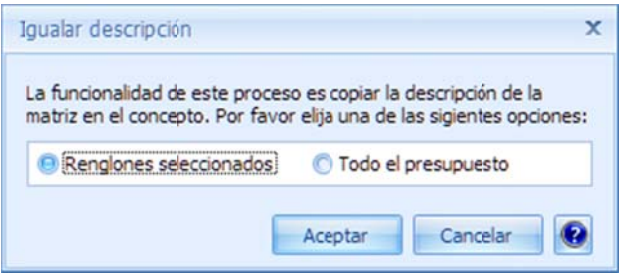 Igualar descripción
La funcionalidad de este proceso es copiar la descripción de la
matriz en el concepto. Por favor elija una de las sigientes opciones:
Renglones seleccionados Todo el presupuesto
Aceptar Cancelar ?